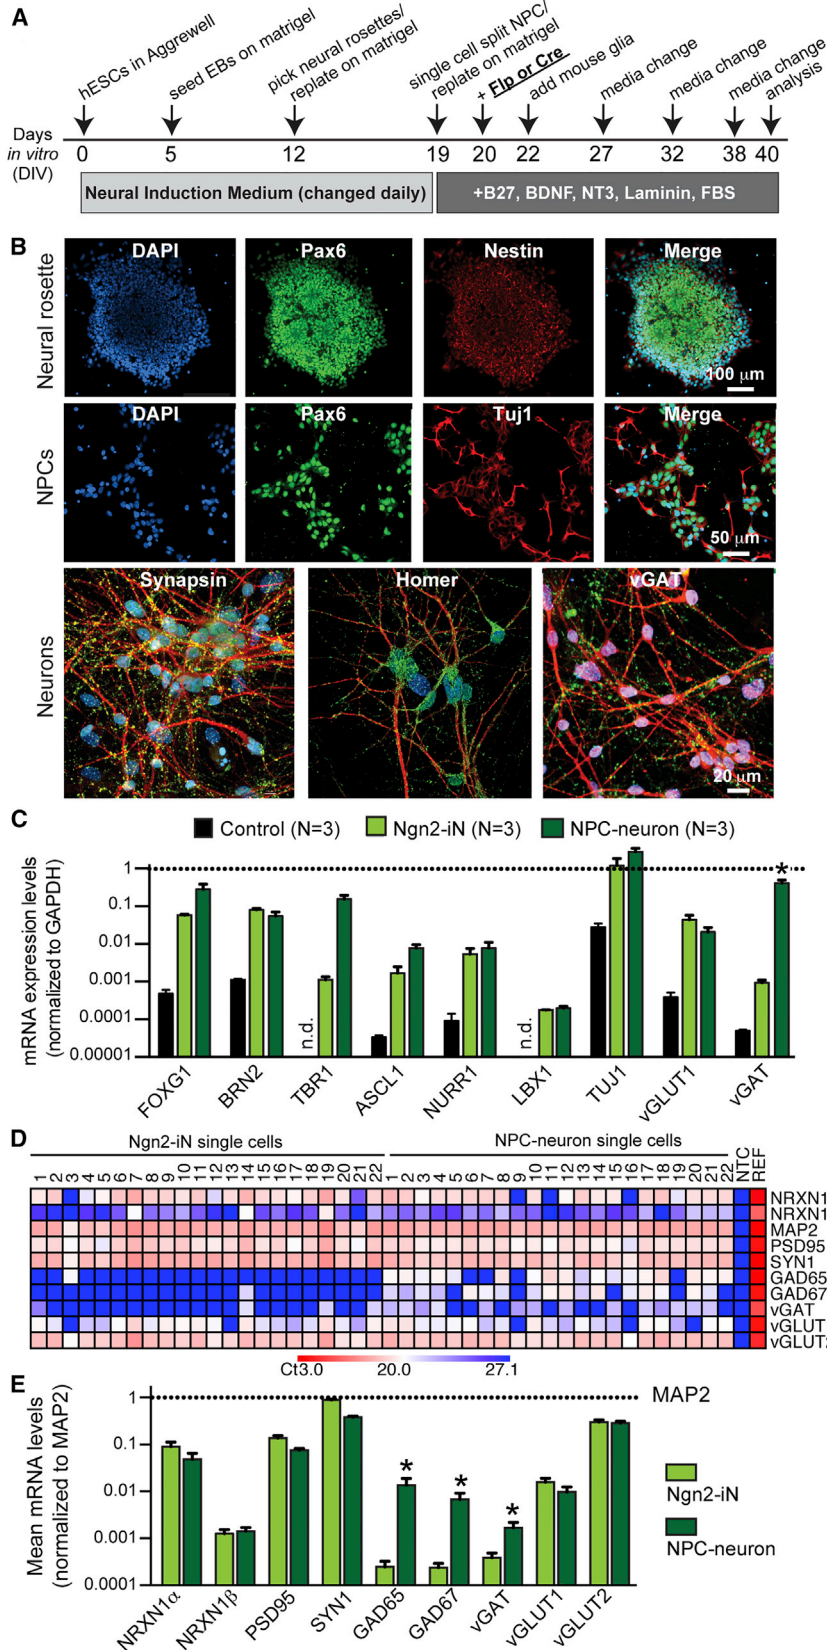 A
hESCs in Aggrewell
seed EBs on matrigel
pick neural rosettes/
replate on matrigel
single cell split NPC/
replate on matrigel
+ Flp or Cre
add mouse glia
media change
media change
media change
analysis
Days
in vitro
(DIV)
0 5 12 19 20 22 27 32 38 40
Neural Induction Medium (changed daily)
+B27, BDNF, NT3, Laminin, FBS
B
Neural rosette
DAPI Pax6 Nestin Merge
100 µm
NPCs
DAPI Pax6 Tuj1 Merge
50 µm
Neurons
Synapsin Homer vGAT
20 µm
C
Control (N=3) Ngn2-iN (N=3) NPC-neuron (N=3)
mRNA expression levels
(normalized to GAPDH)
1
0.1
0.01
0.001
0.0001
0.00001
n.d.
n.d.
*
FOXG1 BRN2 TBR1 ASCL1 NURR1 LBX1 TUJ1 vGLUT1 vGAT
D
Ngn2-iN single cells NPC-neuron single cells
1 2 3 4 5 6 7 8 9 10 11 12 13 14 15 16 17 18 19 20 21 22 1 2 3 4 5 6 7 8 9 10 11 12 13 14 15 16 17 18 19 20 21 22 NTC REF
NRXN1
NRXN1
MAP2
PSD95
SYN1
GAD65
GAD67
vGAT
vGLUT
vGLUT2
Ct3.0 20.0 27.1
E
Mean mRNA levels
(normalized to MAP2)
1
0.1
0.01
0.001
0.0001
MAP2
* * *
Ngn2-iN
NPC-neuron
NRXN1α NRXN1β PSD95 SYN1 GAD65 GAD67 vGAT vGLUT1 vGLUT2